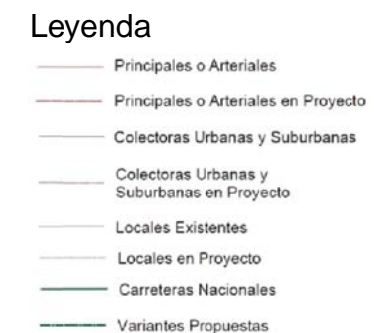 Leyenda
Principales o Arteriales
Principales o Arteriales en Proyecto
Colectoras Urbanas y Suburbanas
Colectoras Urbanas y
Suburbanas en Proyecto
Locales Existentes
Locales en Proyecto
Carreteras Nacionales
Variantes Propuestas